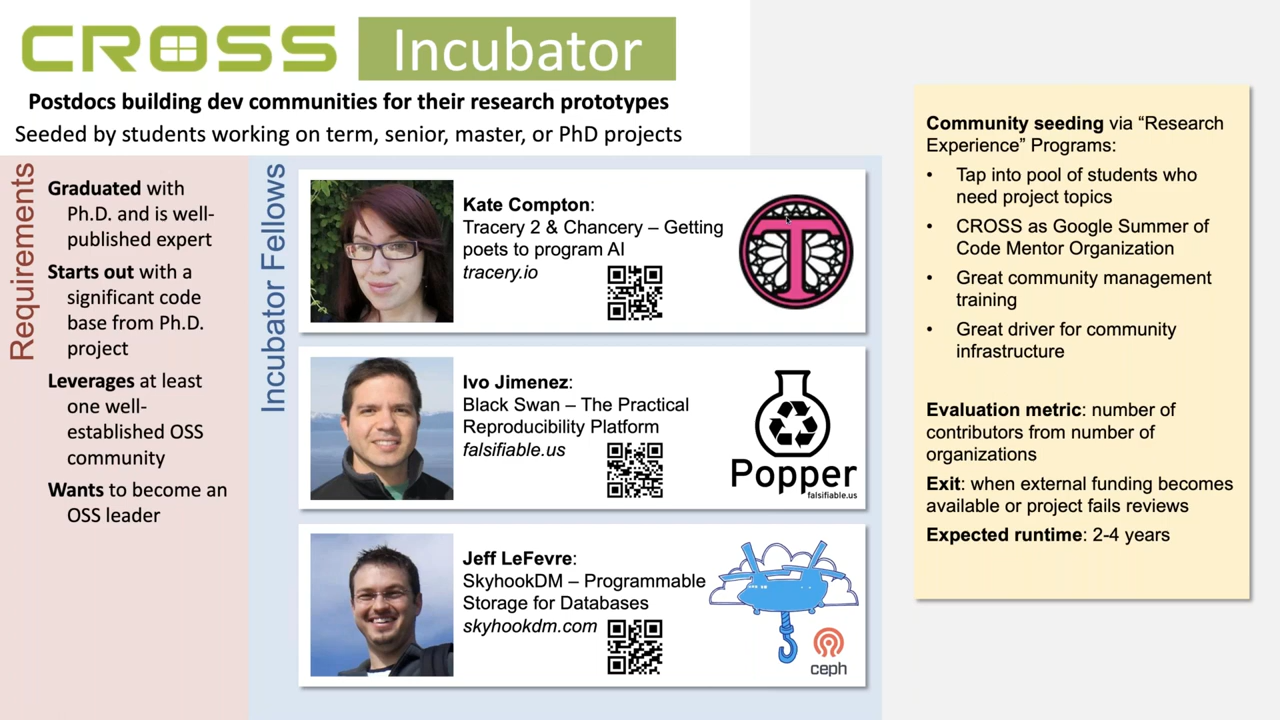 CROSS Incubator
Postdocs building dev communities for their research prototypes
Seeded by students working on term, senior, master, or PhD projects
Requirements
Graduated with
Ph.D. and is well-
published expert
Starts out with a
significant code
base from Ph.D.
project
Leverages at least
one well-
established OSS
community
Wants to become an
OSS leader
Incubator Fellows
Kate Compton:
Tracery 2 & Chancery – Getting
poets to program AI
tracery.io
T
Ivo Jimenez:
Black Swan – The Practical
Reproducibility Platform
falsifiable.us
Popper
falsifiable.us
Jeff LeFevre:
SkyhookDM – Programmable
Storage for Databases
skyhookdm.com
ceph
Community seeding via “Research
Experience” Programs:
• Tap into pool of students who
need project topics
• CROSS as Google Summer of
Code Mentor Organization
• Great community management
training
• Great driver for community
infrastructure
Evaluation metric: number of
contributors from number of
organizations
Exit: when external funding becomes
available or project fails reviews
Expected runtime: 2-4 years